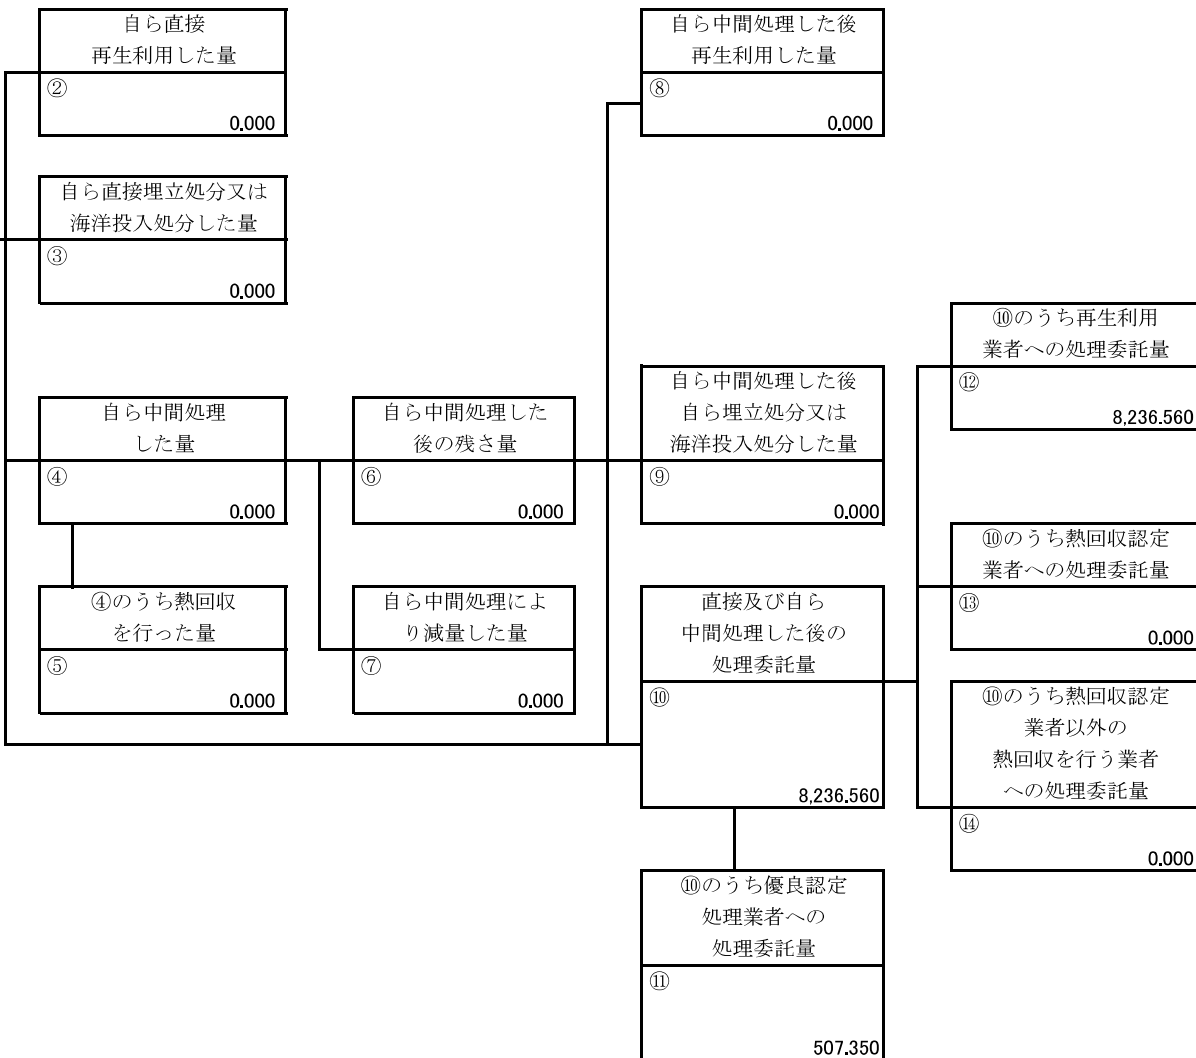 自ら直接
再生利用した量
②
0.000
自ら中間処理した後
再生利用した量
⑧
0.000
自ら直接埋立処分又は
海洋投入処分した量
③
0.000
⑩のうち再生利用
業者への処理委託量
⑫
8,236.560
自ら中間処理
した量
④
0.000
自ら中間処理した
後の残さ量
⑥
0.000
自ら中間処理した後
自ら埋立処分又は
海洋投入処分した量
⑨
0.000
⑩のうち熱回収認定
業者への処理委託量
⑬
0.000
④のうち熱回収
を行った量
⑤
0.000
自ら中間処理によ
り減量した量
⑦
0.000
直接及び自ら
中間処理した後の
処理委託量
⑩
8,236.560
⑩のうち熱回収認定
業者以外の
熱回収を行う業者
への処理委託量
⑭
0.000
⑩のうち優良認定
処理業者への
処理委託量
⑪
507.350